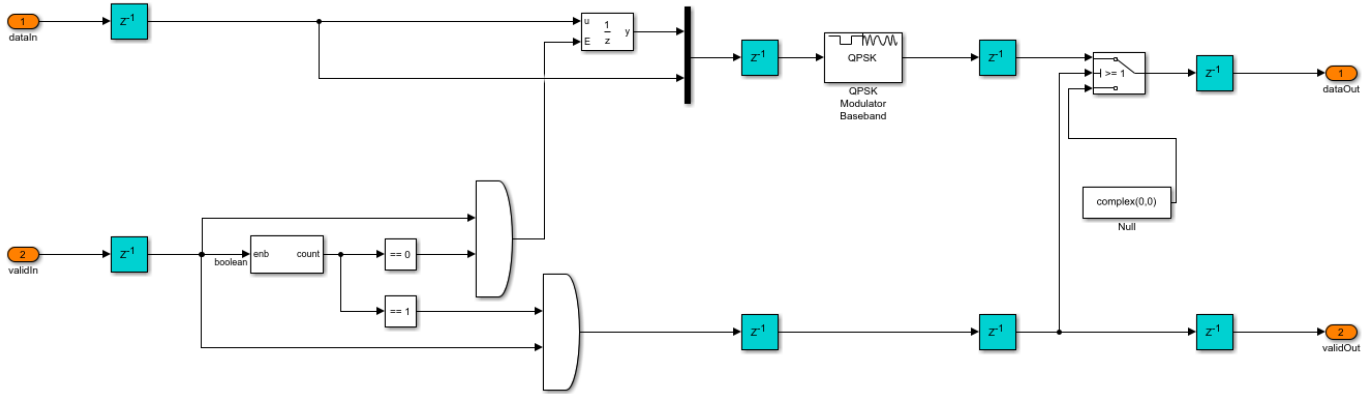 1
dataIn
Z-1
u
E
1
z
y
Z-1
QPSK
QPSK
Modulator
Baseband
Z-1
>= 1
Z-1
1
dataOut
complex(0,0)
Null
2
validIn
Z-1
boolean
enb
count
== 0
== 1
Z-1
Z-1
Z-1
2
validOut